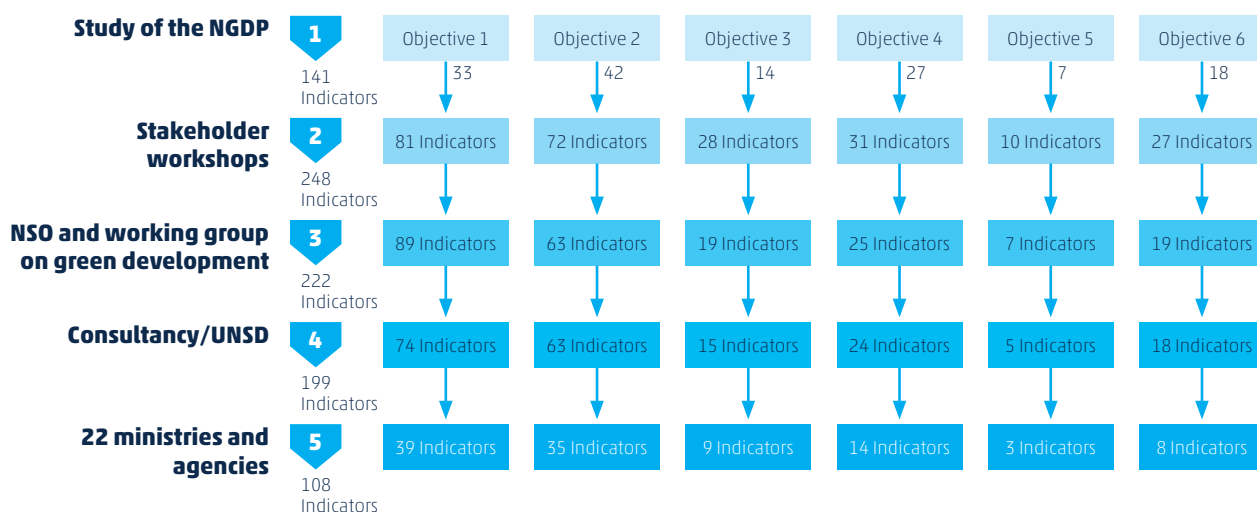 Study of the NGDP
1
141
Indicators
Objective 1
Objective 2
Objective 3
Objective 4
Objective 5
Objective 6
33
42
14
27
7
18
Stakeholder
workshops
2
248
Indicators
81 Indicators
72 Indicators
28 Indicators
31 Indicators
10 Indicators
27 Indicators
NSO and working group
on green development
3
222
Indicators
89 Indicators
63 Indicators
19 Indicators
25 Indicators
7 Indicators
19 Indicators
Consultancy/UNSD
4
199
Indicators
74 Indicators
63 Indicators
15 Indicators
24 Indicators
5 Indicators
18 Indicators
22 ministries and
agencies
5
108
Indicators
39 Indicators
35 Indicators
9 Indicators
14 Indicators
3 Indicators
8 Indicators